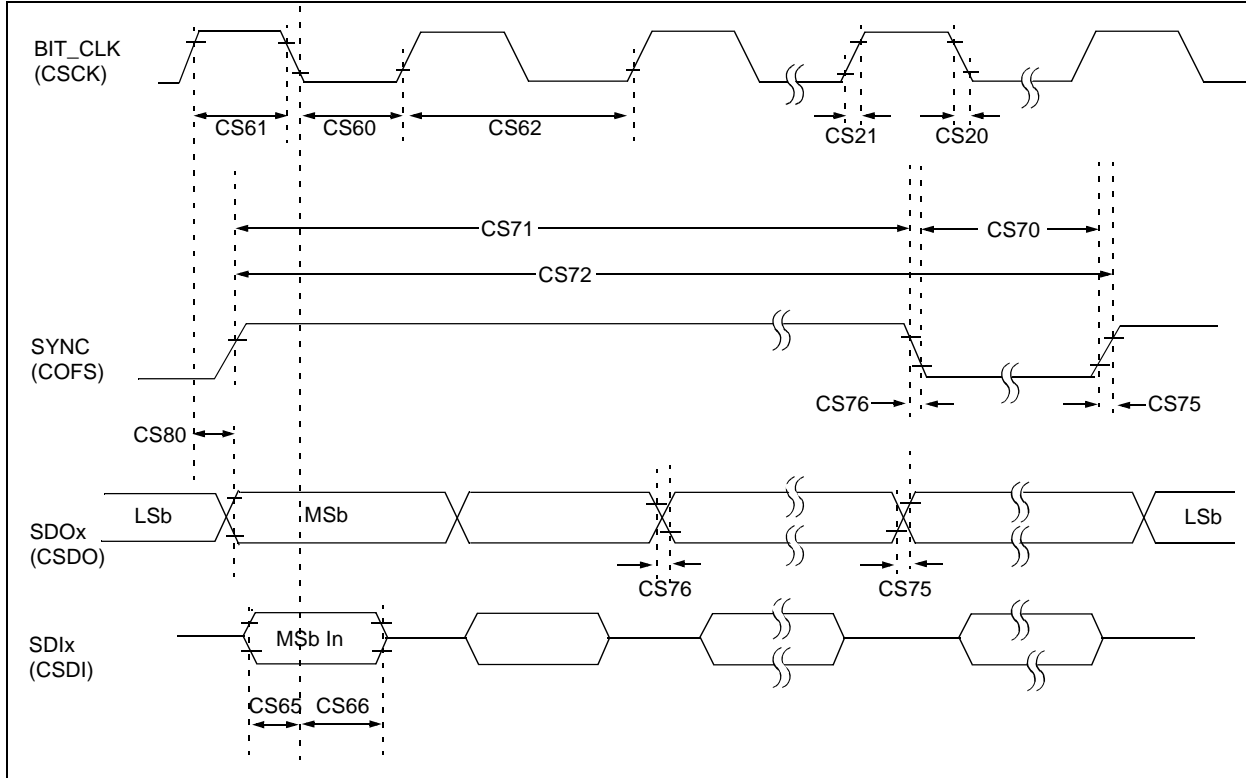 BIT_CLK
(CSCK)
CS61
CS60
CS62
CS21
CS20
CS71
CS70
CS72
SYNC
(COFS)
CS76
CS75
CS80
LSb
MSb
LSb
SDOx
(CSDO)
CS76
CS75
MSb In
SDIx
(CSDI)
CS65
CS66